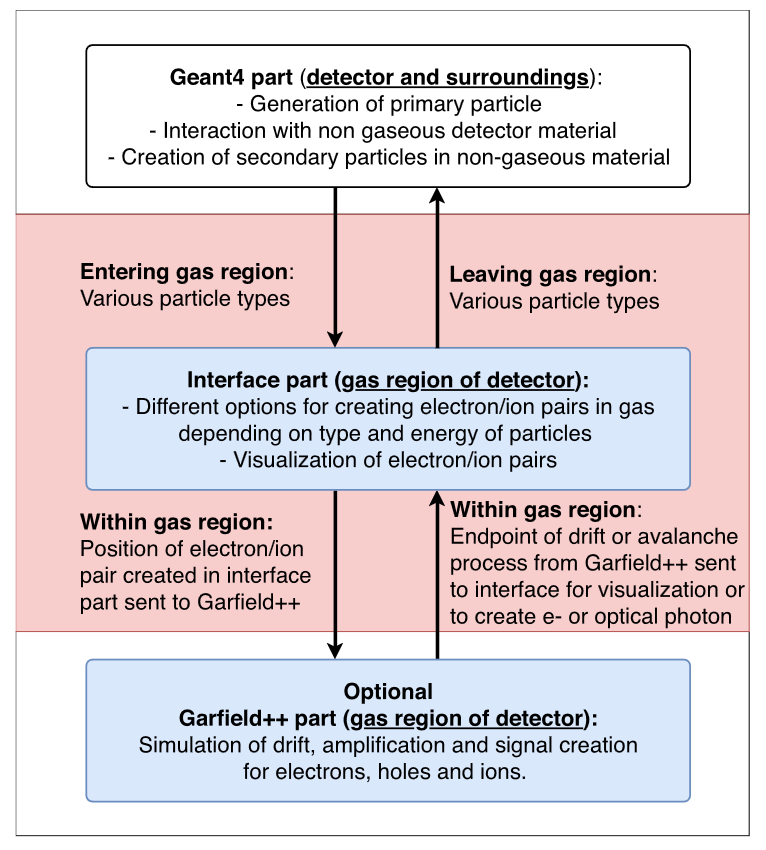 Geant4 part (detector and surroundings):
- Generation of primary particle
- Interaction with non gaseous detector material
- Creation of secondary particles in non-gaseous material
Entering gas region:
Various particle types
Leaving gas region:
Various particle types
Interface part (gas region of detector):
- Different options for creating electron/ion pairs in gas
depending on type and energy of particles
- Visualization of electron/ion pairs
Within gas region:
Position of electron/ion
pair created in interface
part sent to Garfield++
Within gas region:
Endpoint of drift or avalanche
process from Garfield++ sent
to interface for visualization or
to create e- or optical photon
Optional
Garfield++ part (gas region of detector):
Simulation of drift, amplification and signal creation
for electrons, holes and ions.